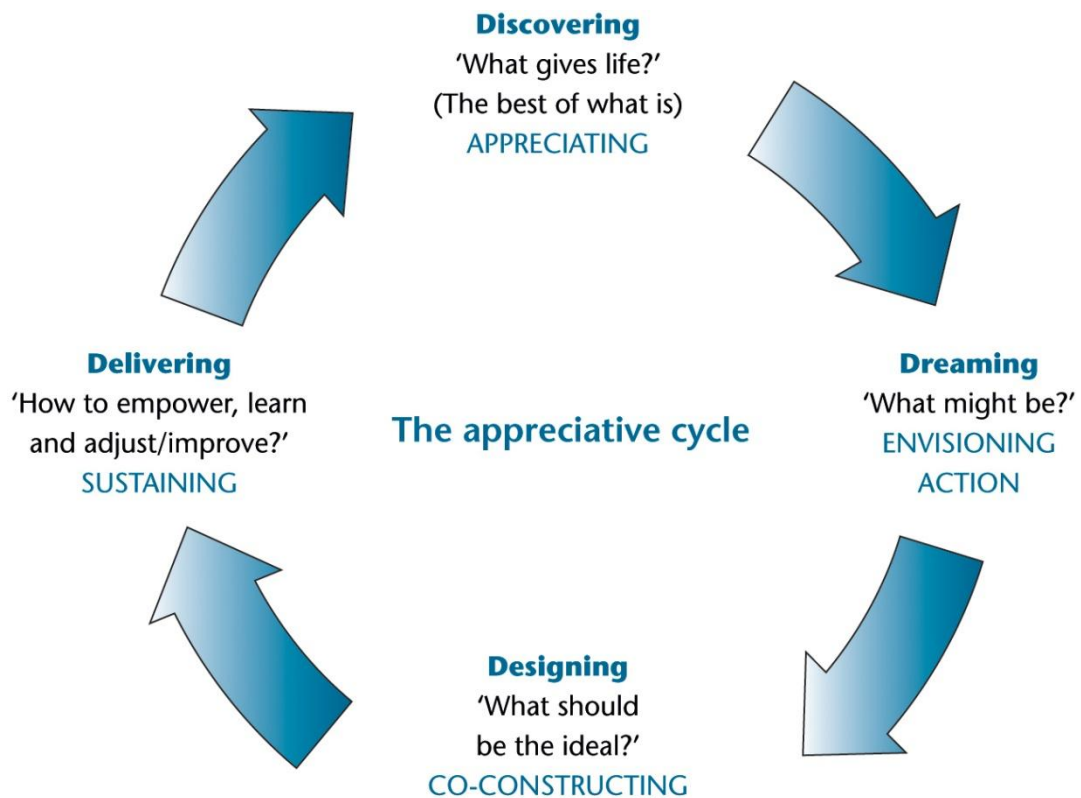 Discovering
‘What gives life?’
(The best of what is)
APPRECIATING
Dreaming
‘What might be?’
ENVISIONING
ACTION
Designing
‘What should
be the ideal?’
CO-CONSTRUCTING
Delivering
‘How to empower, learn
and adjust/improve?’
SUSTAINING
The appreciative cycle